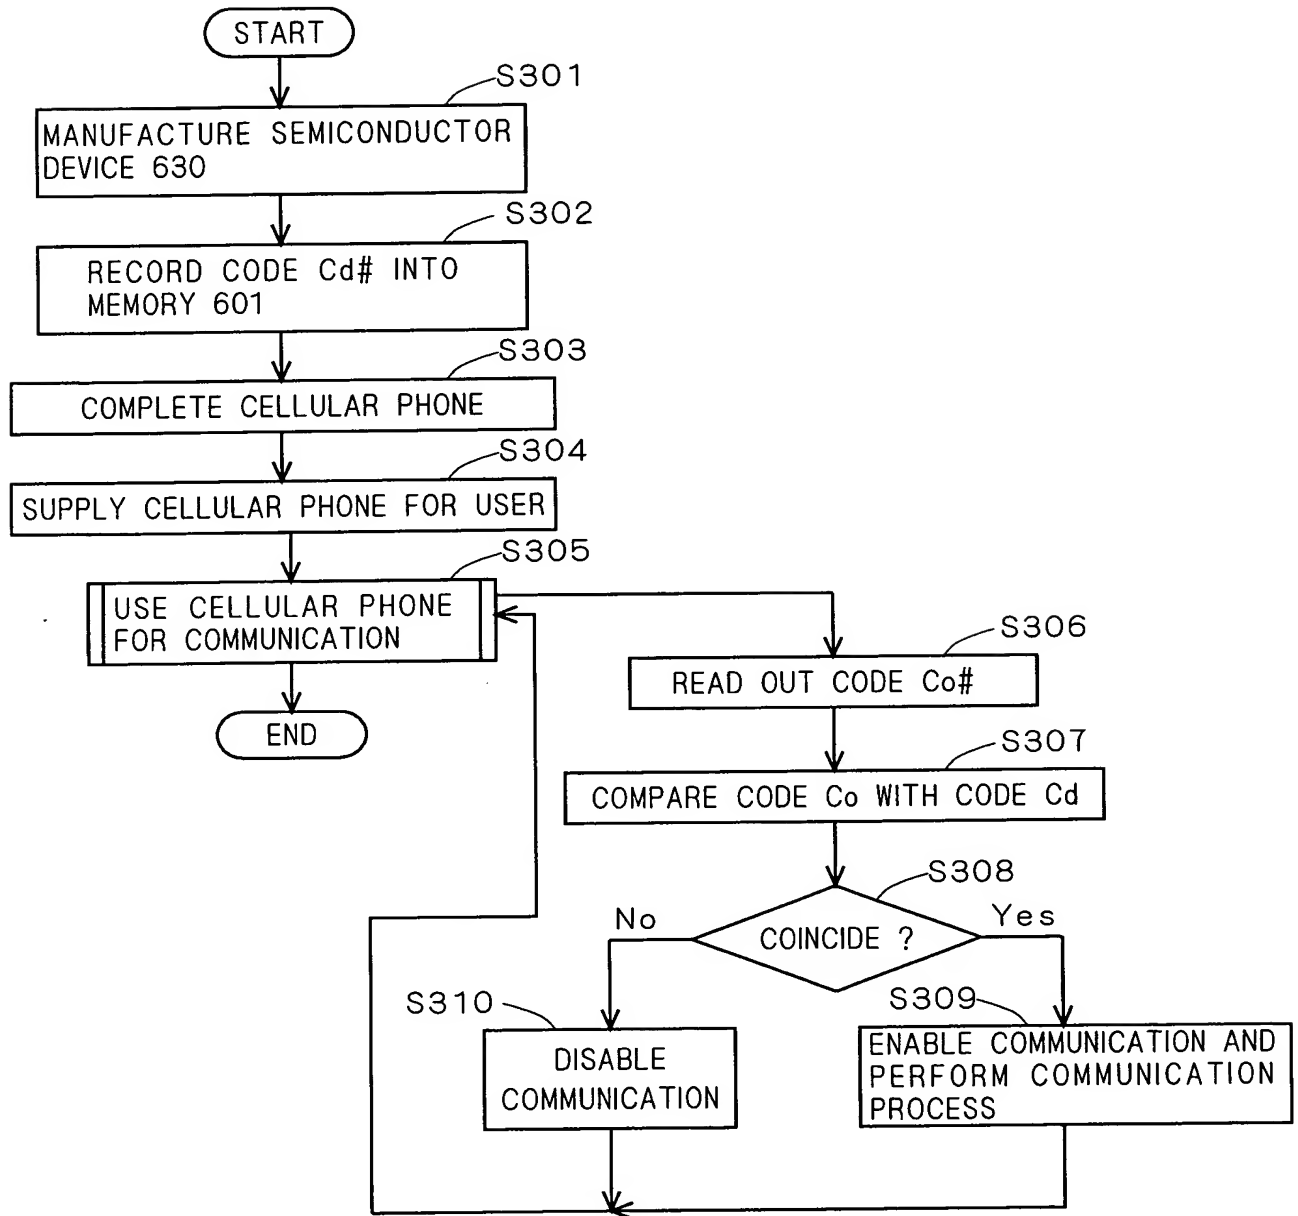 START
S301
MANUFACTURE SEMICONDUCTOR
DEVICE 630
S302
RECORD CODE Cd# INTO
MEMORY 601
S303
COMPLETE CELLULAR PHONE
S304
SUPPLY CELLULAR PHONE FOR USER
S305
USE CELLULAR PHONE
FOR COMMUNICATION
END
S306
READ OUT CODE Co#
S307
COMPARE CODE Co WITH CODE Cd
S308
COINCIDE ?
No
Yes
S310
DISABLE
COMMUNICATION
S309
ENABLE COMMUNICATION AND
PERFORM COMMUNICATION
PROCESS